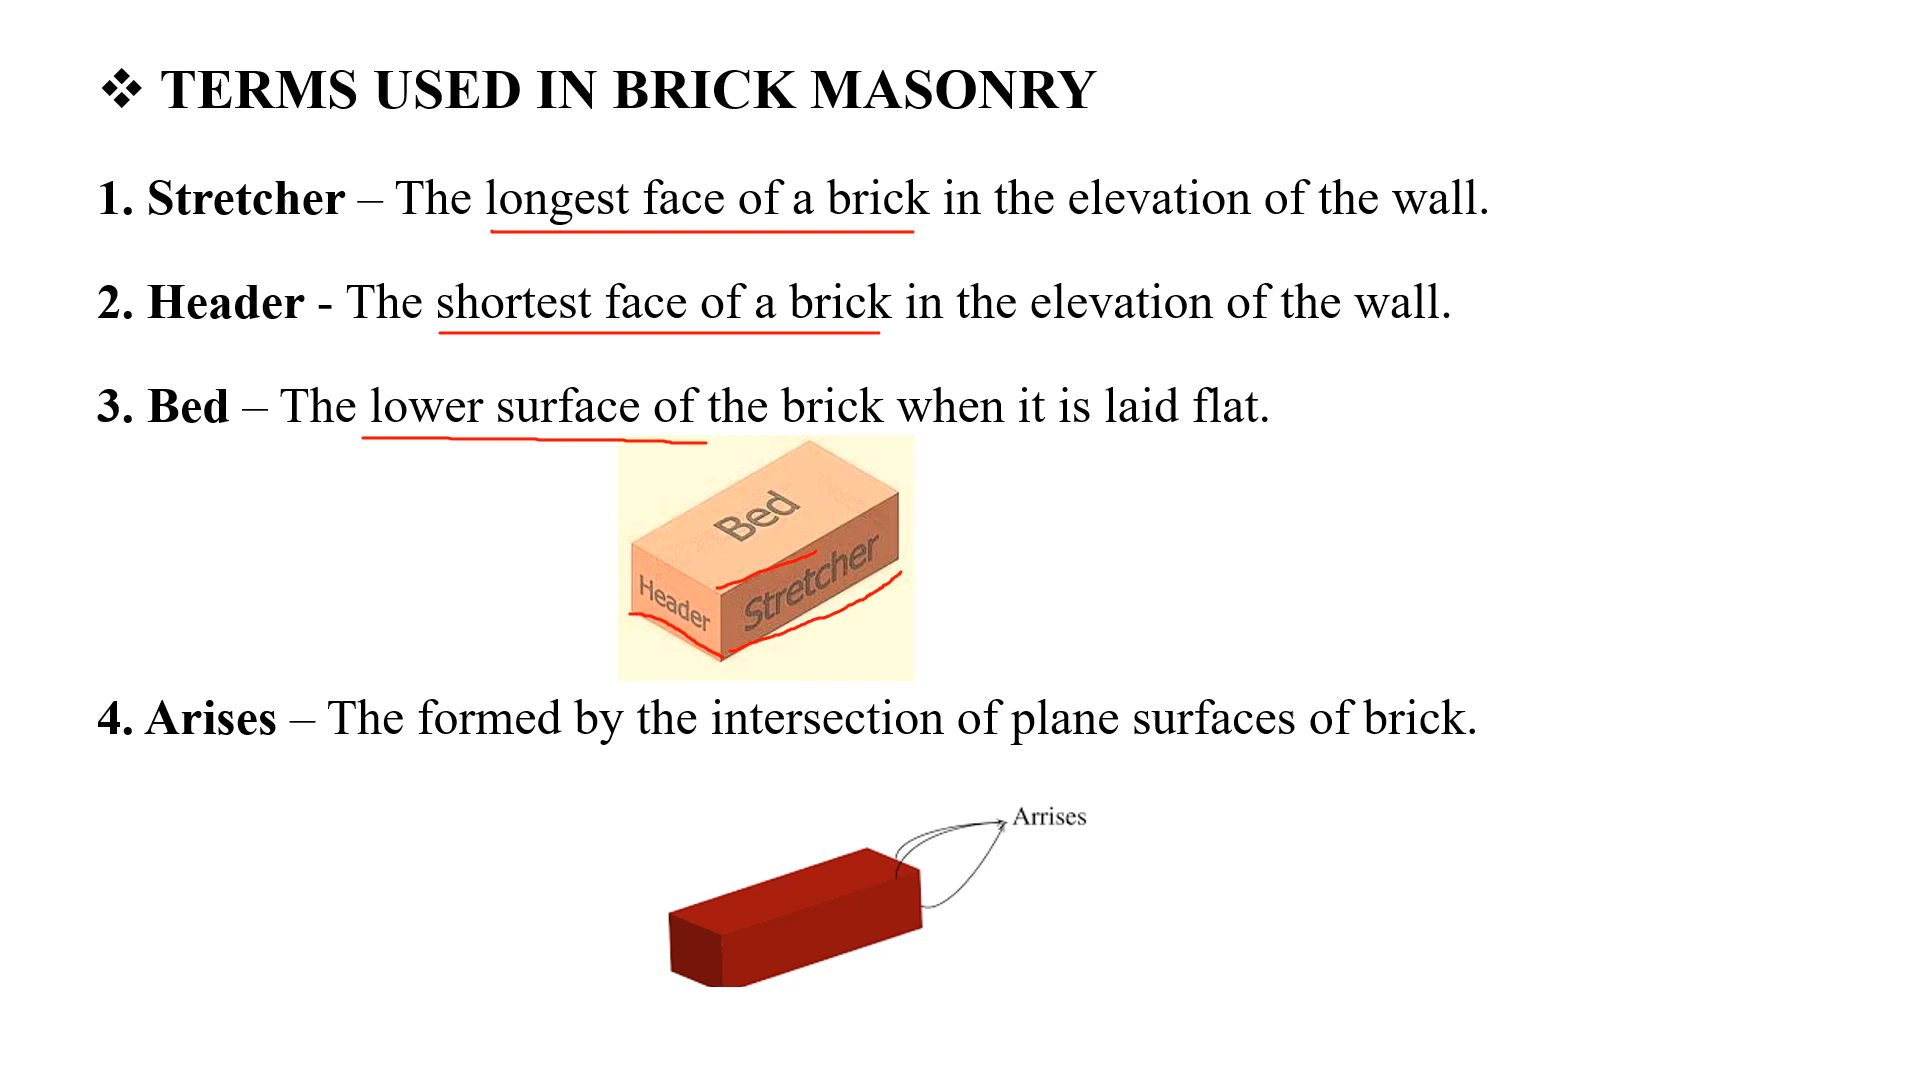 ❖ TERMS USED IN BRICK MASONRY
1. Stretcher – The longest face of a brick in the elevation of the wall.
2. Header - The shortest face of a brick in the elevation of the wall.
3. Bed – The lower surface of the brick when it is laid flat.
Bed
Header
Stretcher
4. Arises – The formed by the intersection of plane surfaces of brick.
Arrises